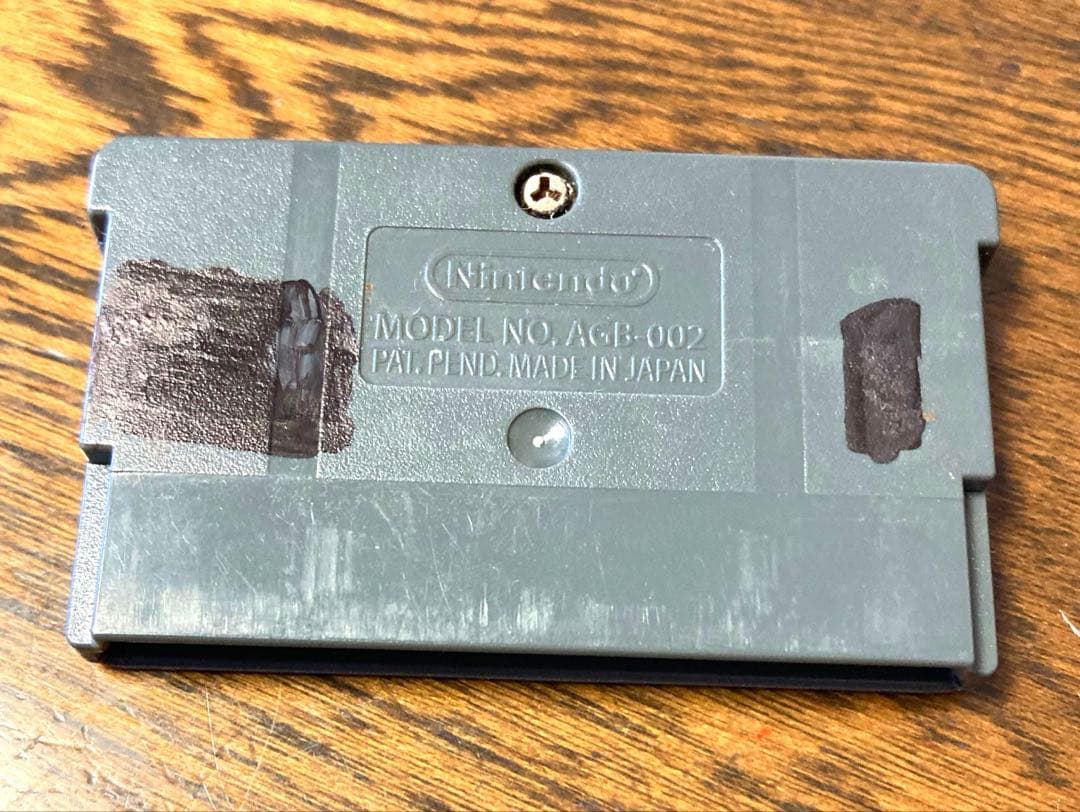 Nintendo®
MODEL NO. AGB-002
PAT. PEND. MADE IN JAPAN